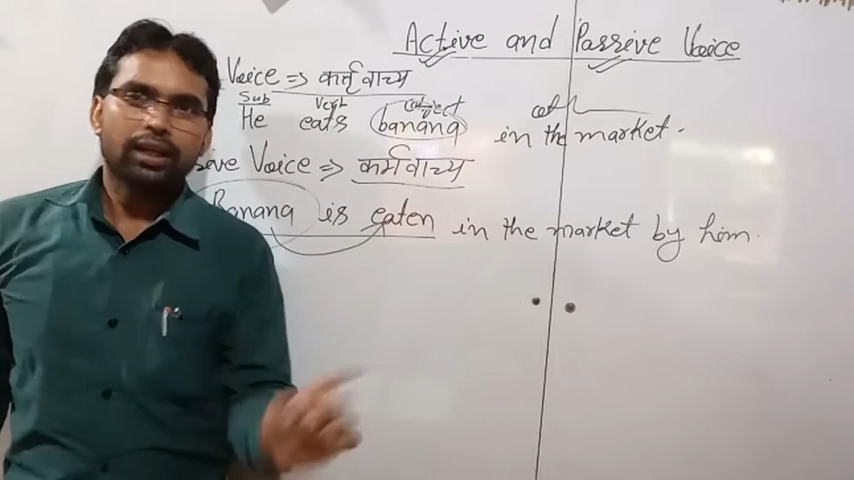 Active and Passive Voice
Voice => कर्तृवाच्य
Sub Verb Object
He eats banana in the market.
sive Voice => कर्मवाच्य
Banana is eaten in the market by him.